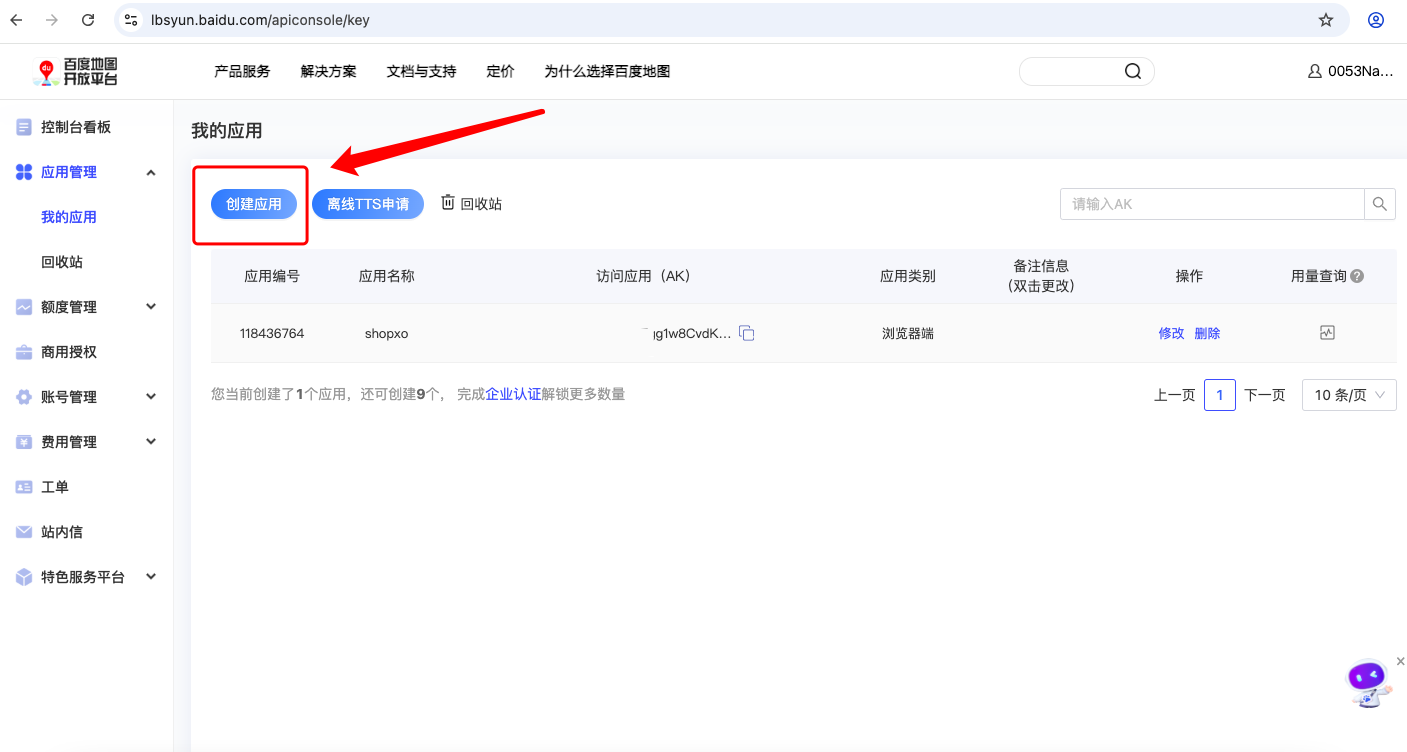 lbsyun.baidu.com/apiconsole/key
du
百度地图
开放平台
产品服务 解决方案 文档与支持 定价 为什么选择百度地图
0053Na...
控制台看板
应用管理
我的应用
回收站
额度管理
商用授权
账号管理
费用管理
工单
站内信
特色服务平台
我的应用
创建应用 离线TTS申请 回收站 请输入AK
应用编号 应用名称 访问应用（AK） 应用类别 备注信息 操作 用量查询
(双击更改)
118436764 shopxo g1w8CvdK... 浏览器端 修改 删除
您当前创建了1个应用，还可创建9个， 完成企业认证解锁更多数量
上一页 1 下一页 10 条/页